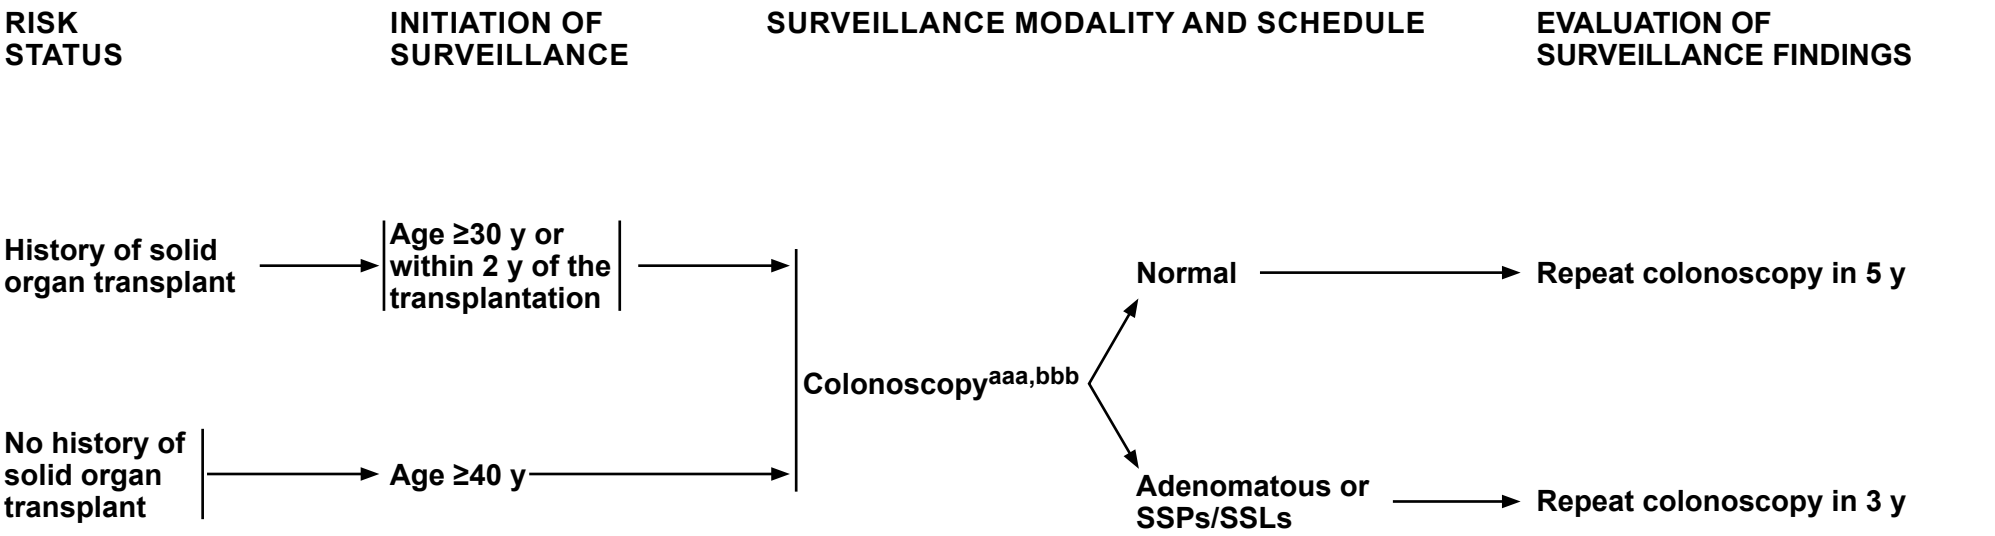 RISK
STATUS
INITIATION OF
SURVEILLANCE
SURVEILLANCE MODALITY AND SCHEDULE
EVALUATION OF
SURVEILLANCE FINDINGS
History of solid
organ transplant
Age ≥30 y or
within 2 y of the
transplantation
No history of
solid organ
transplant
Age ≥40 y
Colonoscopyaaa,bbb
Normal
Repeat colonoscopy in 5 y
Adenomatous or
SSPs/SSLs
Repeat colonoscopy in 3 y